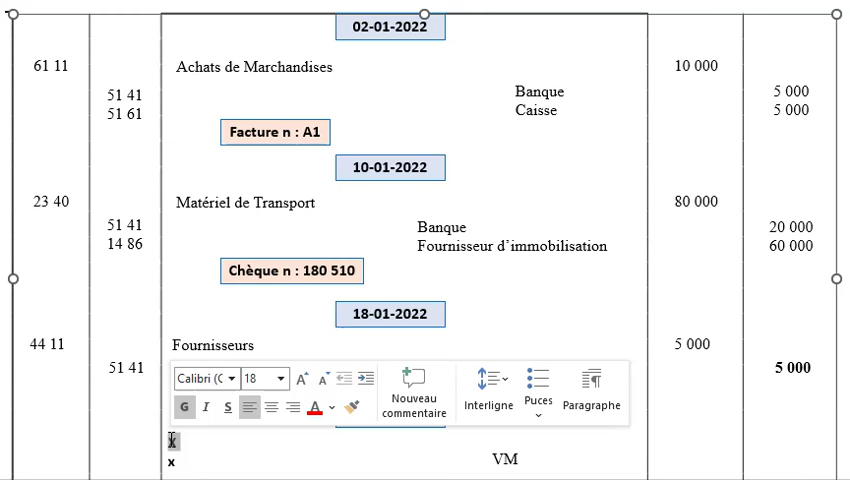 02-01-2022
61 11 Achats de Marchandises 10 000
51 41 Banque 5 000
51 61 Caisse 5 000
Facture n : A1
10-01-2022
23 40 Matériel de Transport 80 000
51 41 Banque 20 000
14 86 Fournisseur d’immobilisation 60 000
Chèque n : 180 510
18-01-2022
44 11 Fournisseurs 5 000
51 41 5 000
Calibri (C 18 A A
G I S A
Nouveau commentaire
Interligne
Puces
Paragraphe
x
x VM